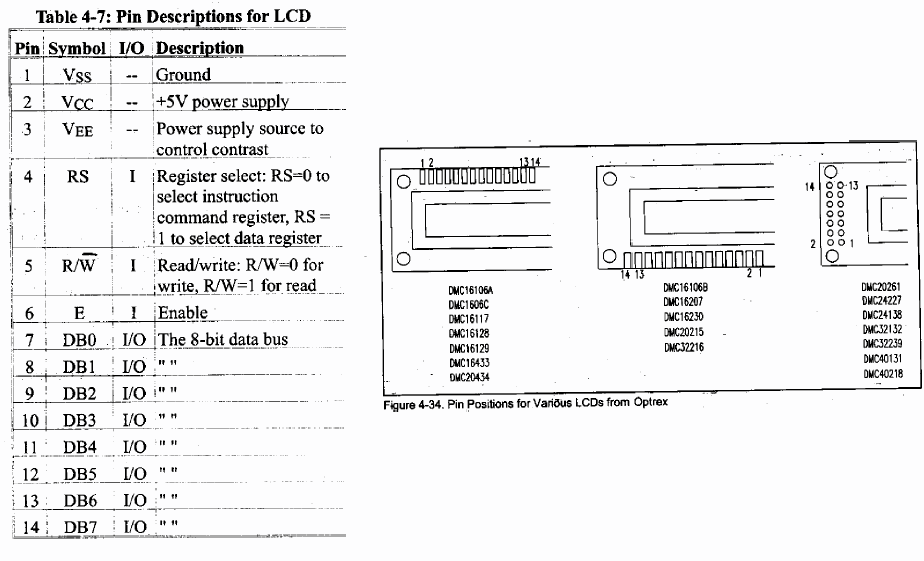 Table 4-7: Pin Descriptions for LCD
Pin Symbol I/O Description
1 VSS -- Ground
2 VCC -- +5V power supply
3 VEE -- Power supply source to
control contrast
4 RS I Register select: RS=0 to
select instruction
command register, RS =
1 to select data register
5 R/W̅ I Read/write: R/W=0 for
write, R/W=1 for read
6 E I Enable
7 DB0 I/O The 8-bit data bus
8 DB1 I/O " "
9 DB2 I/O " "
10 DB3 I/O " "
11 DB4 I/O " "
12 DB5 I/O " "
13 DB6 I/O " "
14 DB7 I/O " "
1 2 13 14
DMC16106A
DMC1606C
DMC16117
DMC16128
DMC16129
DMC16433
DMC20434
14 13 2 1
DMC16106B
DMC16207
DMC16230
DMC20215
DMC32216
14 13
2 1
DMC20261
DMC24227
DMC24138
DMC32132
DMC32239
DMC40131
DMC40218
Figure 4-34. Pin Positions for Various LCDs from Optrex